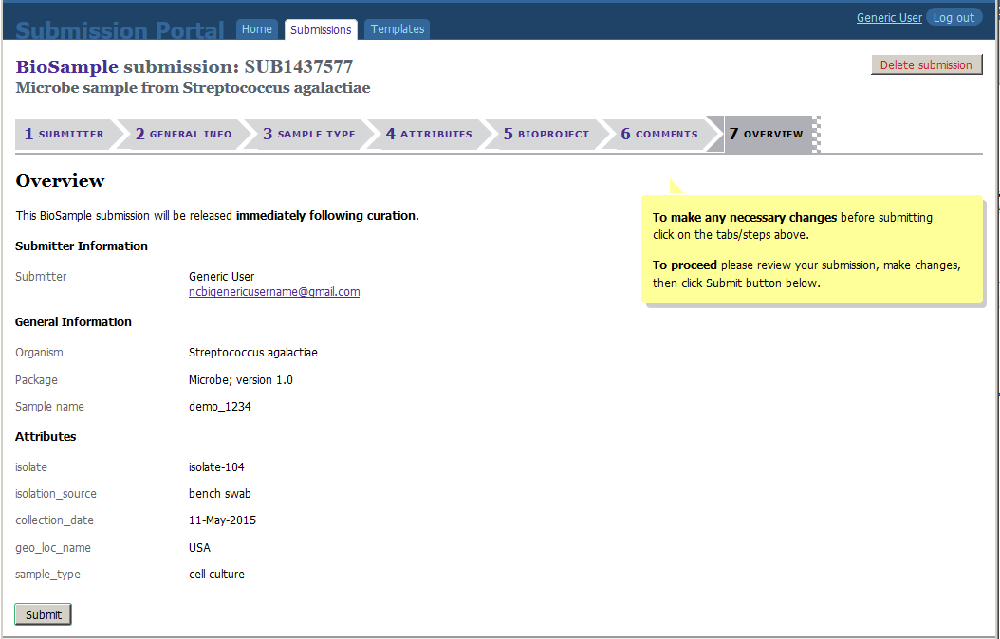 Submission Portal Home Submissions Templates Generic User Log out
BioSample submission: SUB1437577 Delete submission
Microbe sample from Streptococcus agalactiae
1 SUBMITTER 2 GENERAL INFO 3 SAMPLE TYPE 4 ATTRIBUTES 5 BIOPROJECT 6 COMMENTS 7 OVERVIEW
Overview
This BioSample submission will be released immediately following curation.
To make any necessary changes before submitting
click on the tabs/steps above.
To proceed please review your submission, make changes,
then click Submit button below.
Submitter Information
Submitter Generic User
ncbigenericusername@gmail.com
General Information
Organism Streptococcus agalactiae
Package Microbe; version 1.0
Sample name demo_1234
Attributes
isolate isolate-104
isolation_source bench swab
collection_date 11-May-2015
geo_loc_name USA
sample_type cell culture
Submit